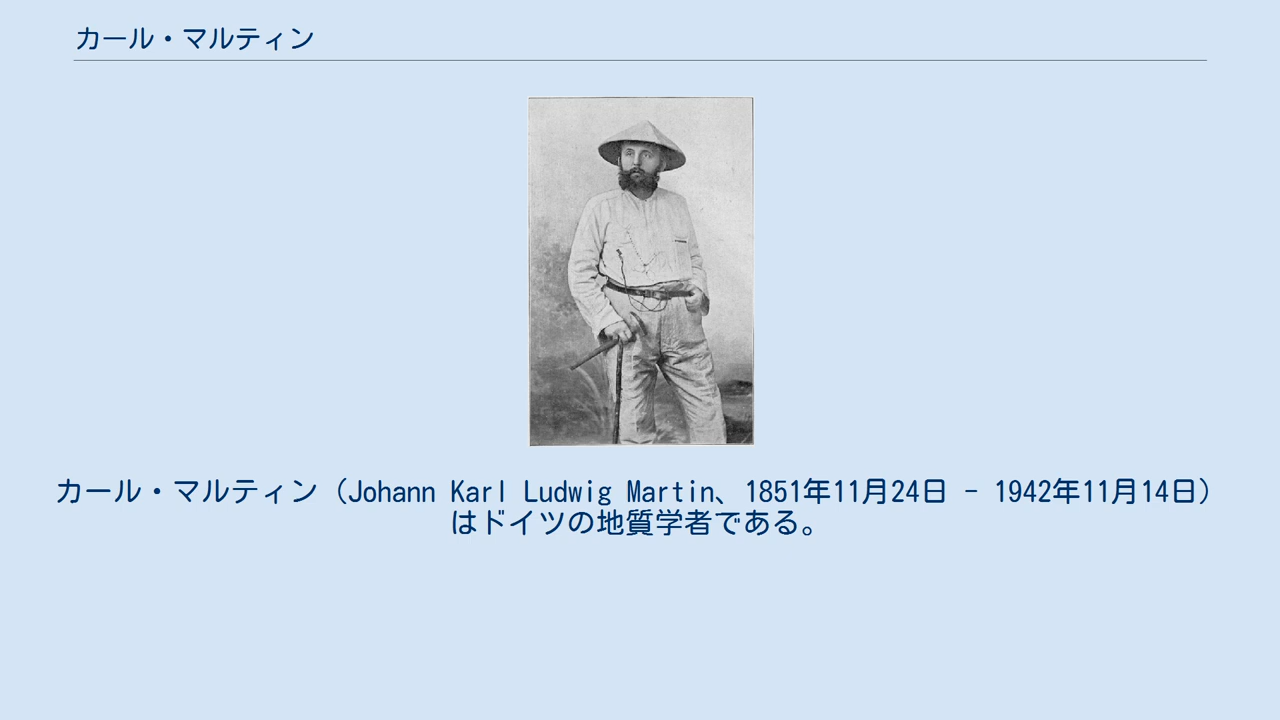 カール・マルティン
カール・マルティン（Johann Karl Ludwig Martin、1851年11月24日 - 1942年11月14日）
はドイツの地質学者である。